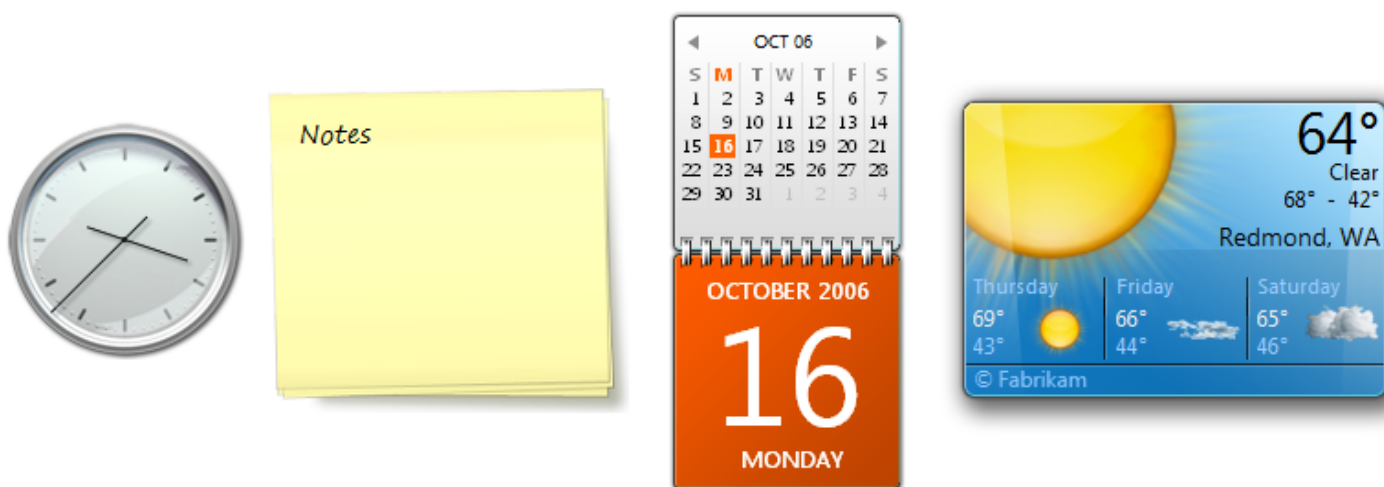 Notes
OCT 06
S M T W T F S
1 2 3 4 5 6 7
8 9 10 11 12 13 14
15 16 17 18 19 20 21
22 23 24 25 26 27 28
29 30 31 1 2 3 4
OCTOBER 2006
16
MONDAY
64°
Clear
68° - 42°
Redmond, WA
Thursday Friday Saturday
69° 66° 65°
43° 44° 46°
© Fabrikam